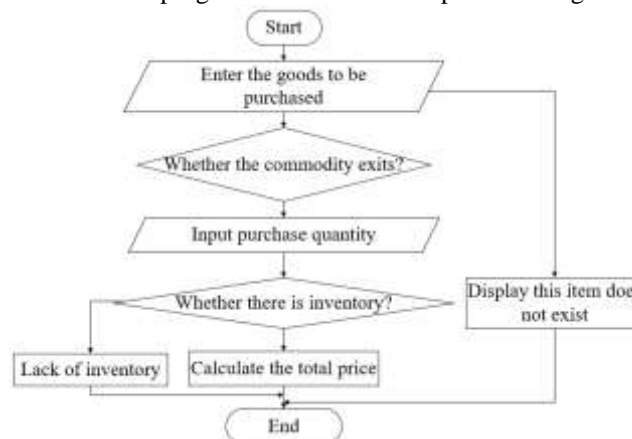 Start
Enter the goods to be
purchased
Whether the commodity exits?
Input purchase quantity
Whether there is inventory?
Display this item does
not exist
Lack of inventory
Calculate the total price
End